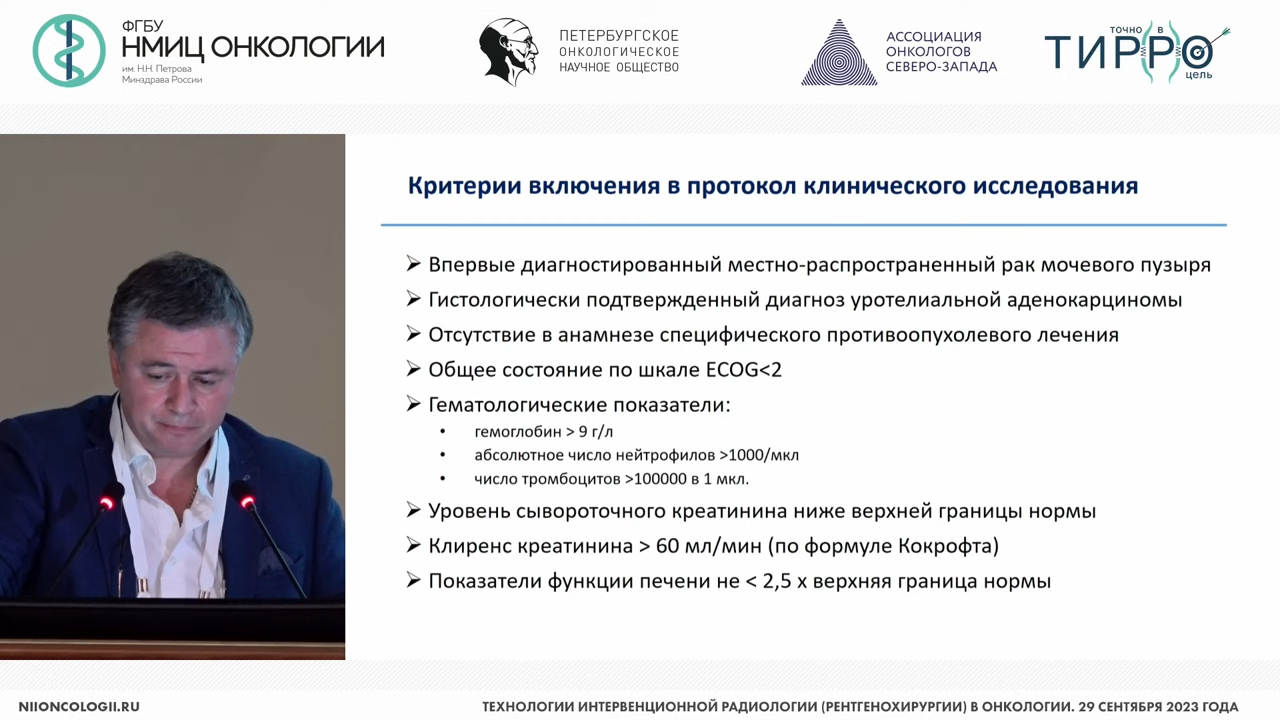 ФГБУ
НМИЦ ОНКОЛОГИИ
им. Н.Н. Петрова
Минздрава России
ПЕТЕРБУРГСКОЕ
ОНКОЛОГИЧЕСКОЕ
НАУЧНОЕ ОБЩЕСТВО
АССОЦИАЦИЯ
ОНКОЛОГОВ
СЕВЕРО-ЗАПАДА
точно в
ТИРРО
цель
Критерии включения в протокол клинического исследования
Впервые диагностированный местно-распространенный рак мочевого пузыря
Гистологически подтвержденный диагноз уротелиальной аденокарциномы
Отсутствие в анамнезе специфического противоопухолевого лечения
Общее состояние по шкале ECOG<2
Гематологические показатели:
• гемоглобин > 9 г/л
• абсолютное число нейтрофилов >1000/мкл
• число тромбоцитов >100000 в 1 мкл.
Уровень сывороточного креатинина ниже верхней границы нормы
Клиренс креатинина > 60 мл/мин (по формуле Кокрофта)
Показатели функции печени не < 2,5 х верхняя граница нормы
NIIONCOLOGII.RU
ТЕХНОЛОГИИ ИНТЕРВЕНЦИОННОЙ РАДИОЛОГИИ (РЕНТГЕНОХИРУРГИИ) В ОНКОЛОГИИ. 29 СЕНТЯБРЯ 2023 ГОДА